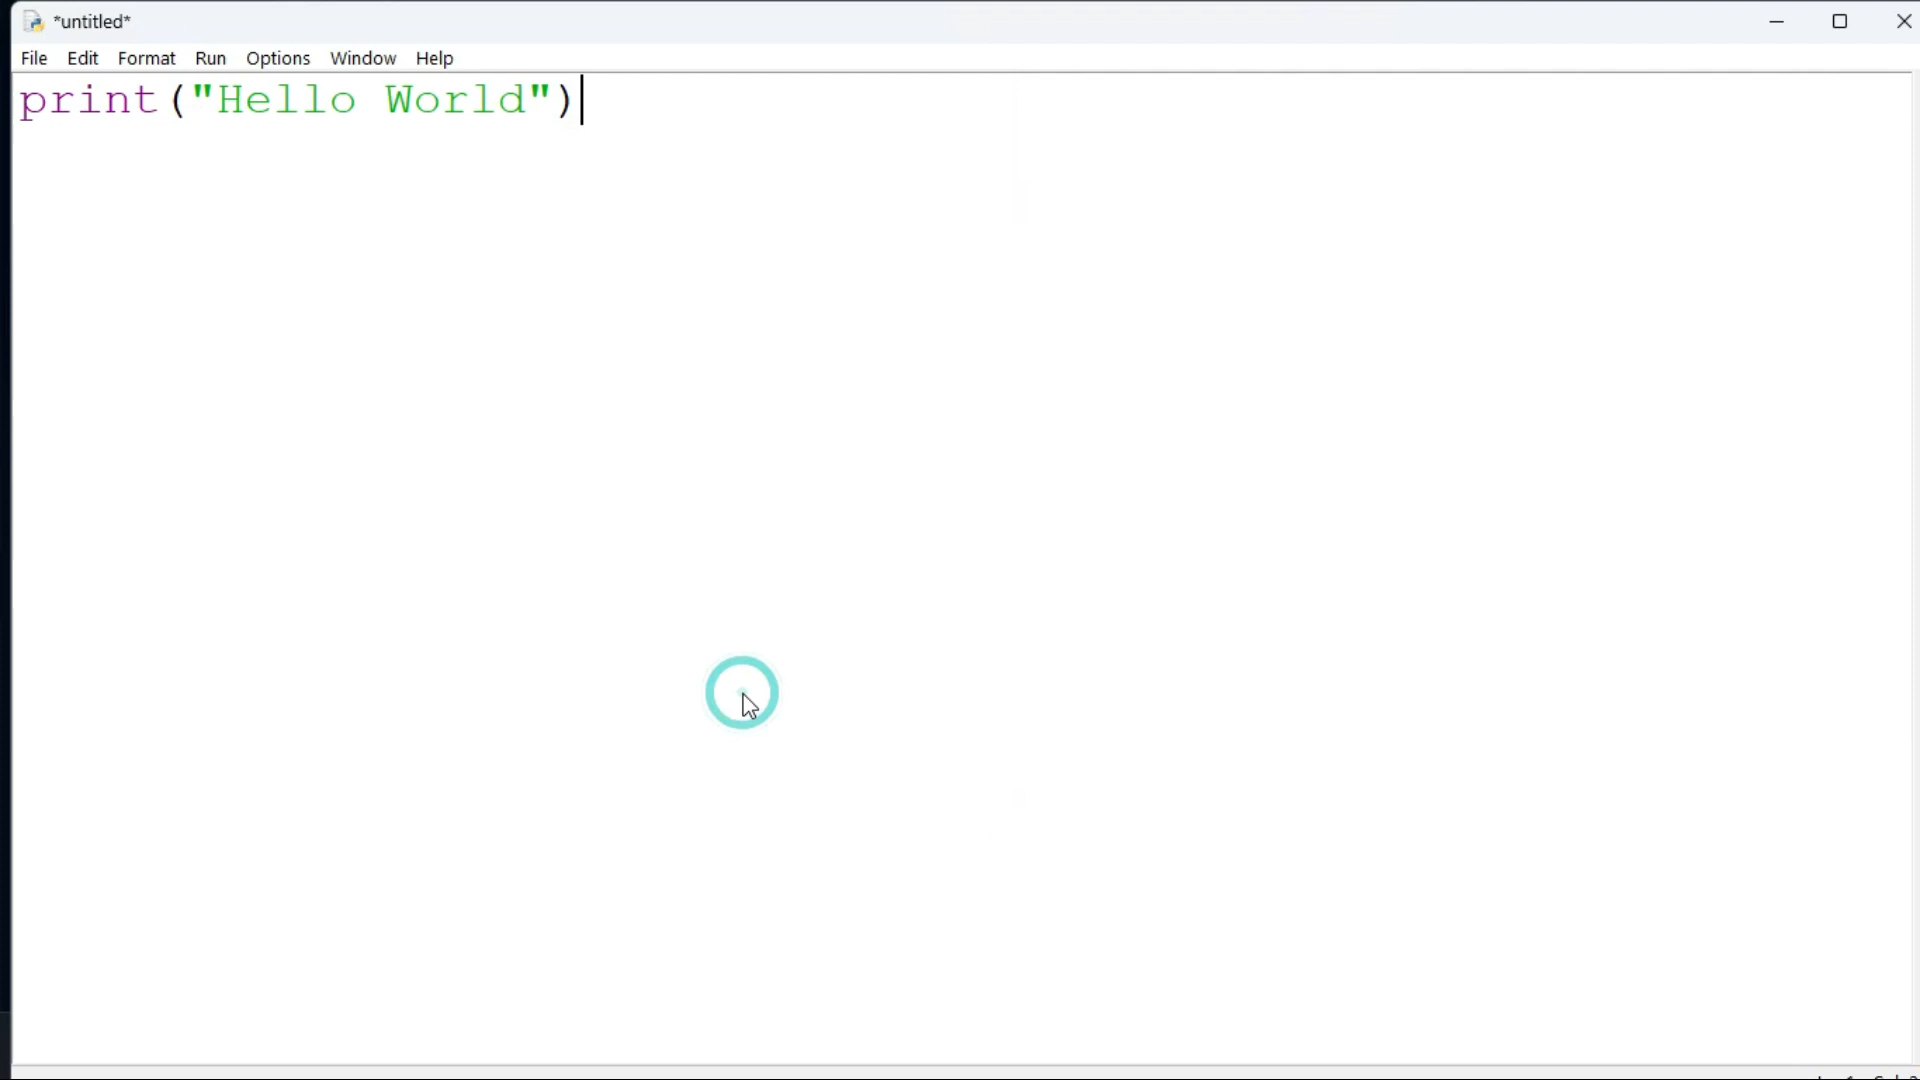 *untitled*
File Edit Format Run Options Window Help
print("Hello World")